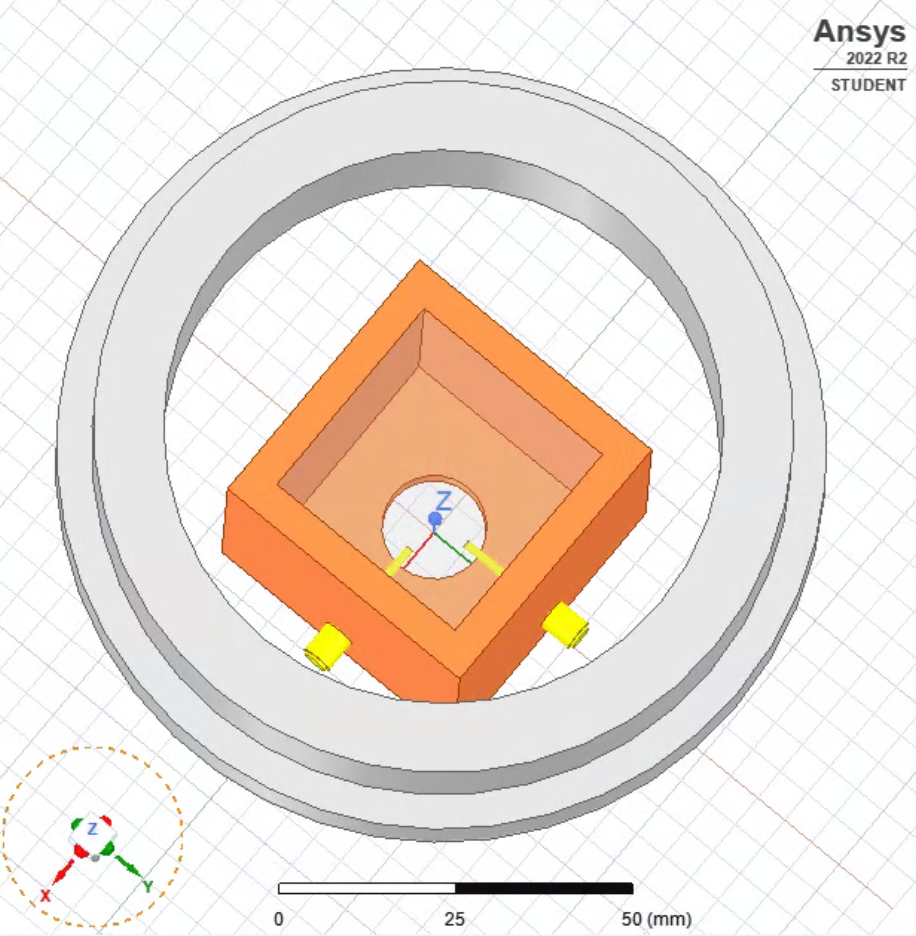 Ansys
2022 R2
STUDENT
Z
Z
X
Y
0 25 50 (mm)